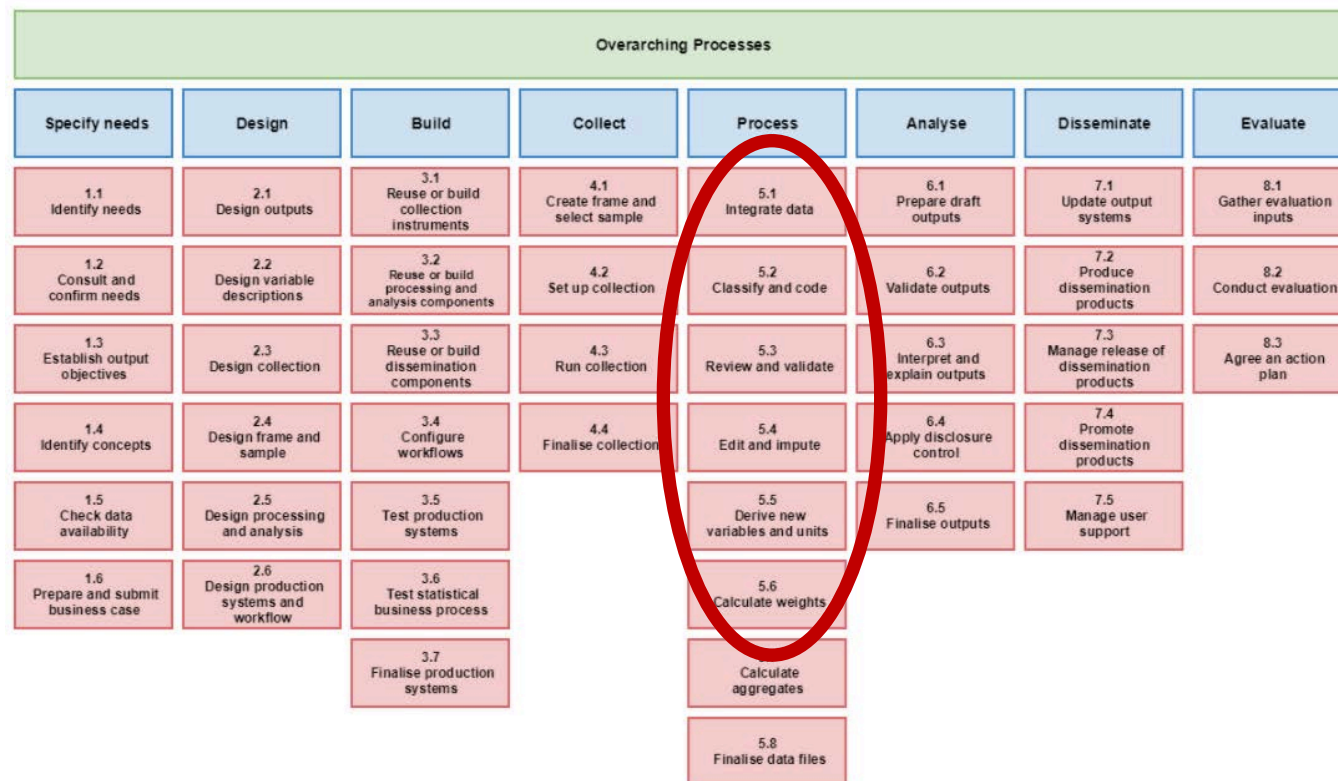 Overarching Processes
Specify needs
Design
Build
Collect
Process
Analyse
Disseminate
Evaluate
1.1
Identify needs
2.1
Design outputs
3.1
Reuse or build
collection
instruments
4.1
Create frame and
select sample
5.1
Integrate data
6.1
Prepare draft
outputs
7.1
Update output
systems
8.1
Gather evaluation
inputs
1.2
Consult and
confirm needs
2.2
Design variable
descriptions
3.2
Reuse or build
processing and
analysis components
4.2
Set up collection
5.2
Classify and code
6.2
Validate outputs
7.2
Produce
dissemination
products
8.2
Conduct evaluation
1.3
Establish output
objectives
2.3
Design collection
3.3
Reuse or build
dissemination
components
4.3
Run collection
5.3
Review and validate
6.3
Interpret and
explain outputs
7.3
Manage release of
dissemination
products
8.3
Agree an action
plan
1.4
Identify concepts
2.4
Design frame and
sample
3.4
Configure
workflows
4.4
Finalise collection
5.4
Edit and impute
6.4
Apply disclosure
control
7.4
Promote
dissemination
products
1.5
Check data
availability
2.5
Design processing
and analysis
3.5
Test production
systems
5.5
Derive new
variables and units
6.5
Finalise outputs
7.5
Manage user
support
1.6
Prepare and submit
business case
2.6
Design production
systems and
workflow
3.6
Test statistical
business process
5.6
Calculate weights
3.7
Finalise production
systems
Calculate
aggregates
5.8
Finalise data files